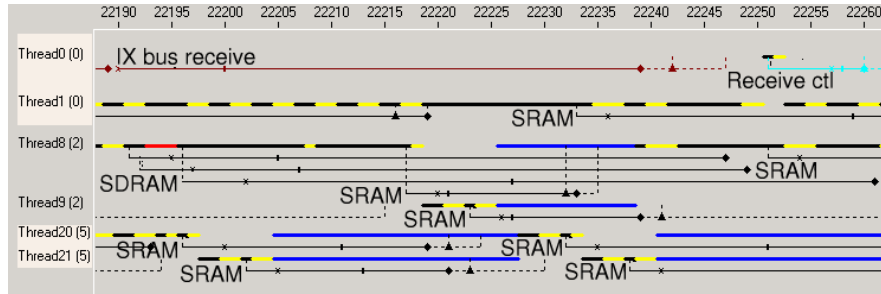 22190 22195 22200 22205 22210 22215 22220 22225 22230 22235 22240 22245 22250 22255 22260
Thread0 (0)
IX bus receive
Receive ctl
Thread1 (0)
SRAM
Thread8 (2)
SDRAM
SRAM
SRAM
Thread9 (2)
SRAM
Thread20 (5)
SRAM
SRAM
Thread21 (5)
SRAM
SRAM